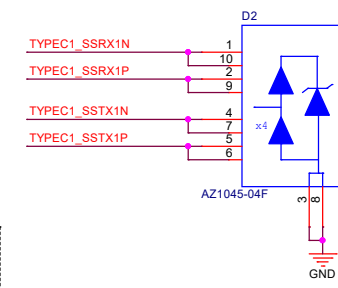 D2
TYPEC1_SSRX1N
1
10
TYPEC1_SSRX1P
2
9
TYPEC1_SSTX1N
4
7
x4
TYPEC1_SSTX1P
5
6
AZ1045-04F
3
8
GND